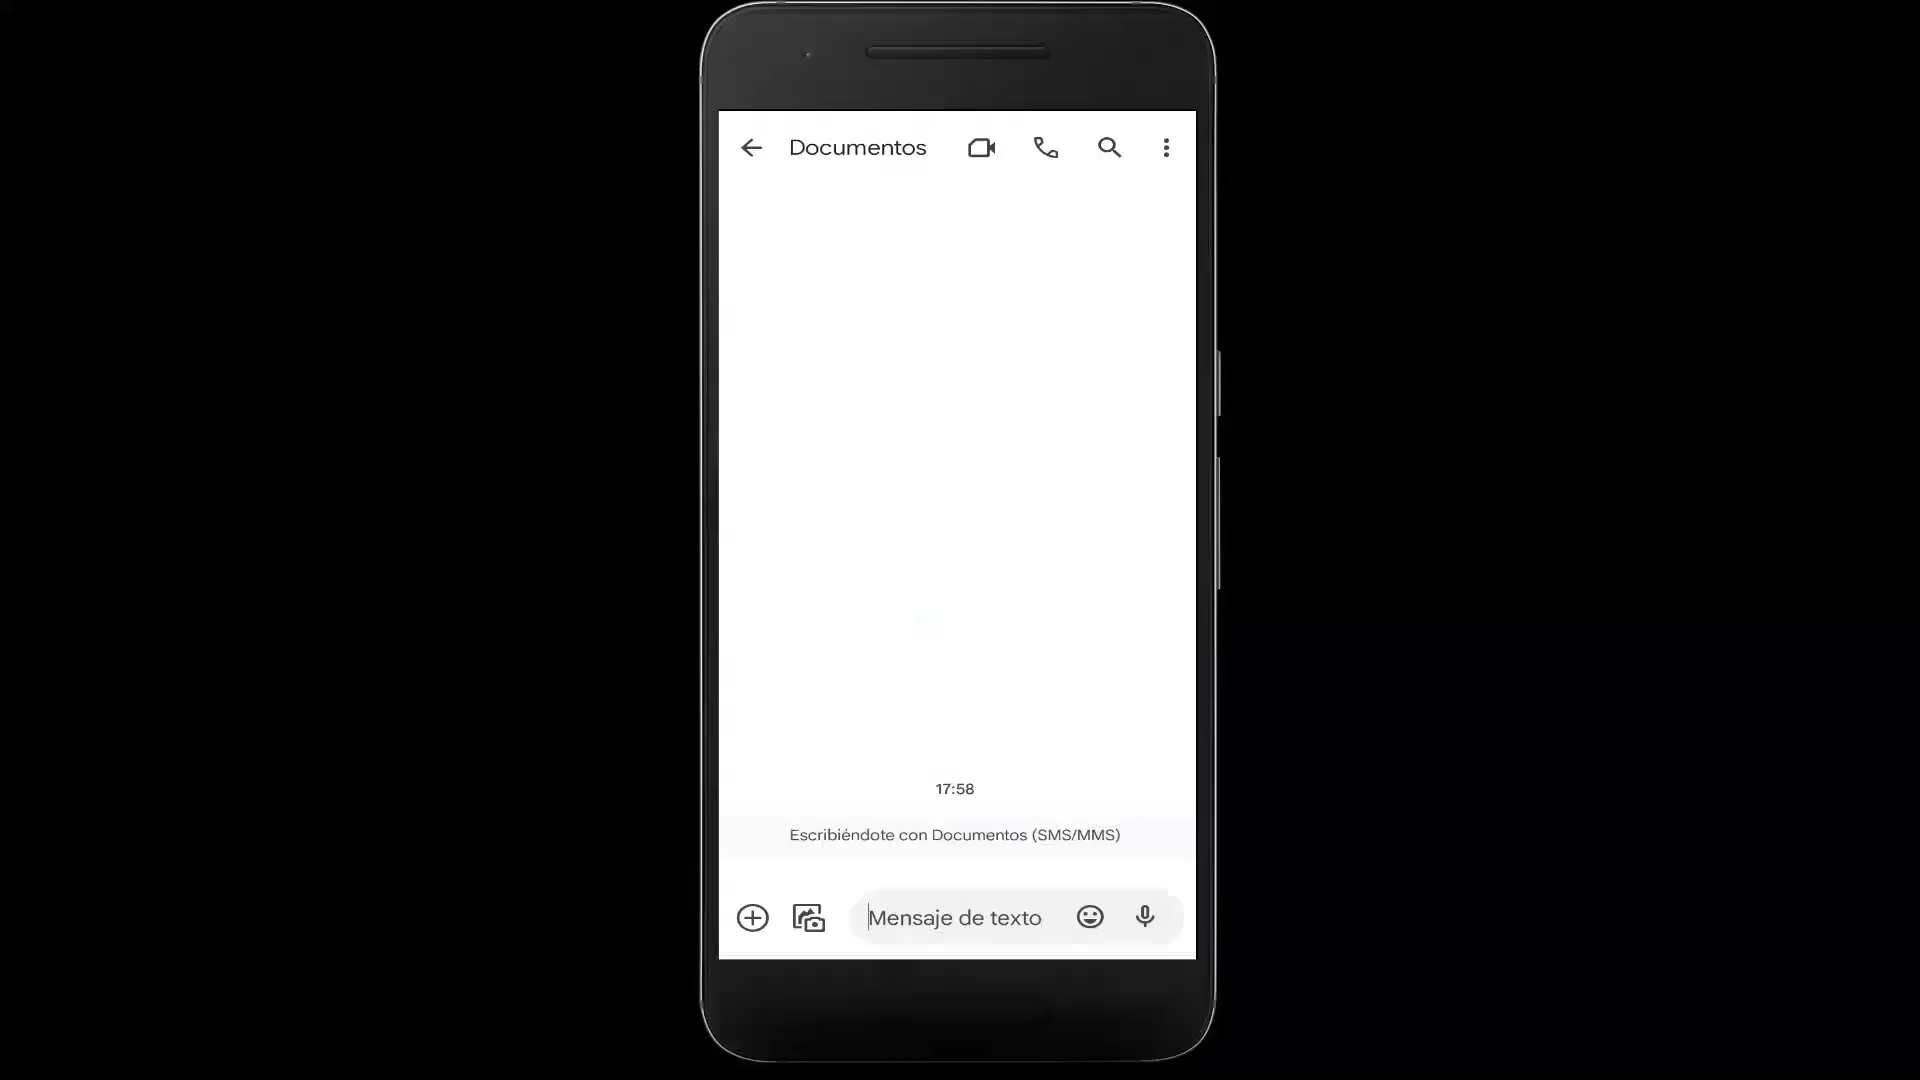 Documentos
17:58
Escribiéndote con Documentos (SMS/MMS)
Mensaje de texto